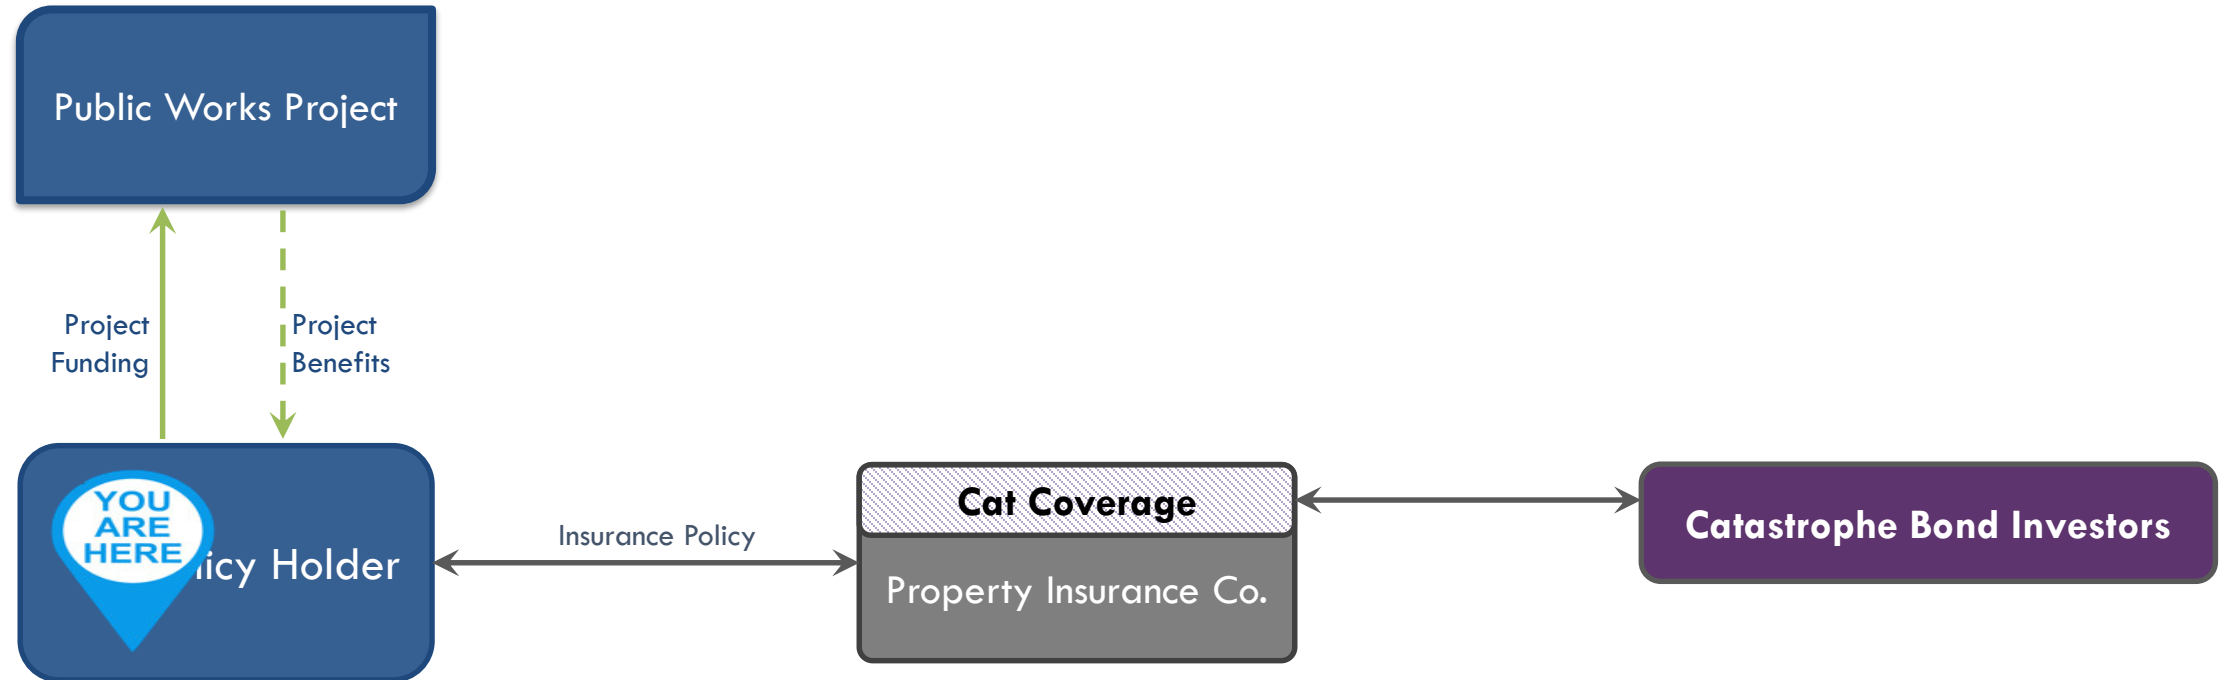 Public Works Project
Project
Funding
Project
Benefits
YOU
ARE
HERE
licy Holder
Insurance Policy
Cat Coverage
Property Insurance Co.
Catastrophe Bond Investors